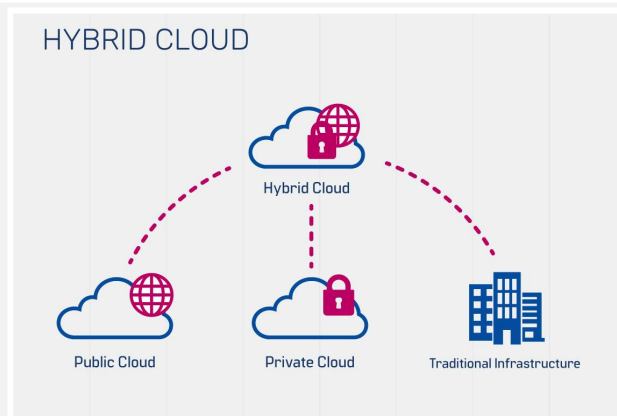 HYBRID CLOUD
Hybrid Cloud
Public Cloud
Private Cloud
Traditional Infrastructure